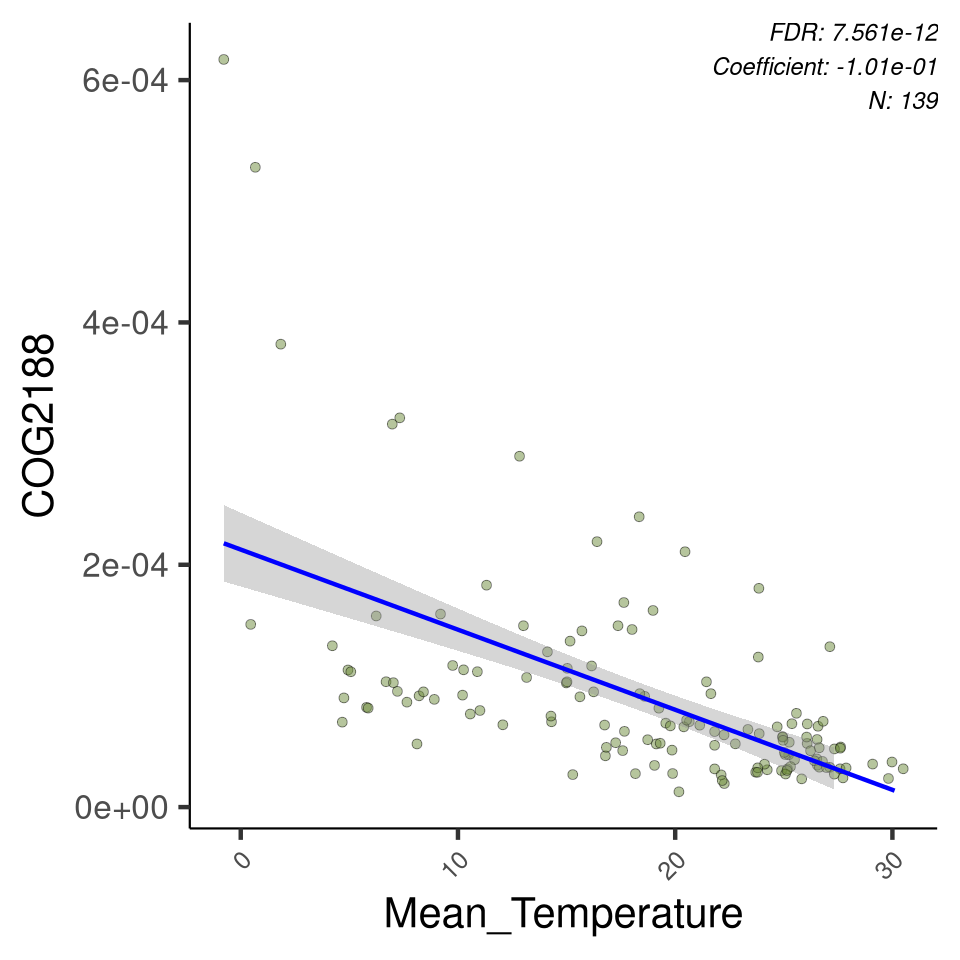 FDR: 7.561e-12
Coefficient: -1.01e-01
N: 139
6e-04
4e-04
2e-04
0e+00
COG2188
0
10
20
30
Mean_Temperature